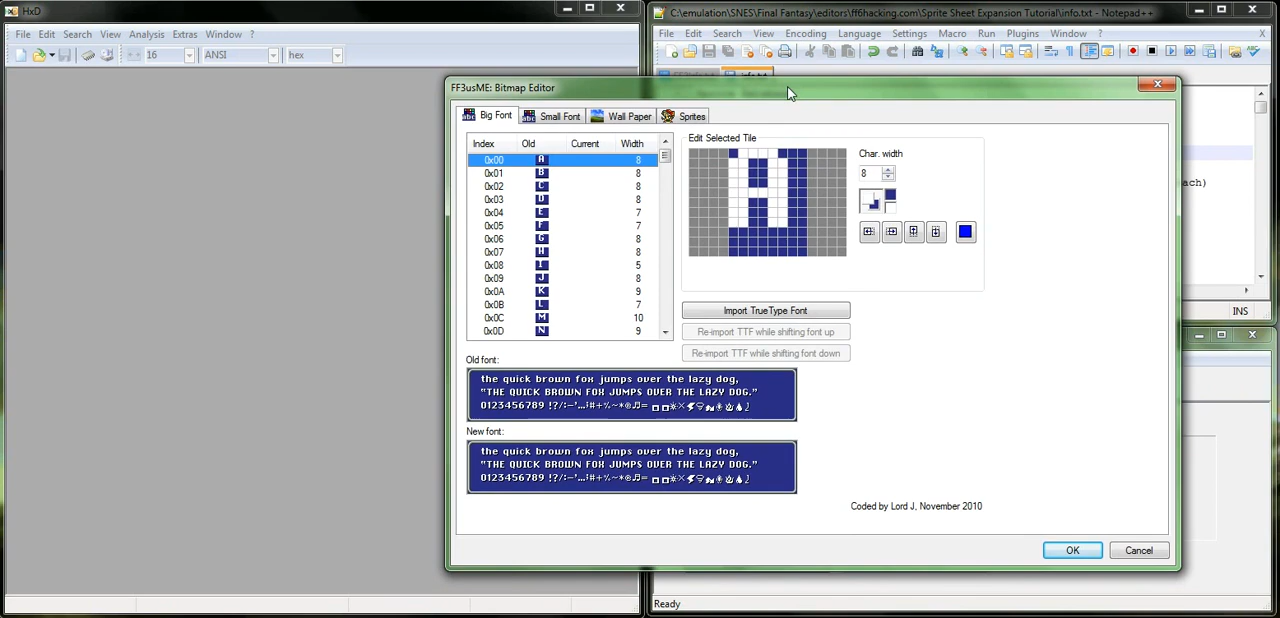 HxD
File Edit Search View Analysis Extras Window ?
16 ANSI hex
C:\emulation\SNES\Final Fantasy\editors\ff6hacking.com\Sprite Sheet Expansion Tutorial\info.txt - Notepad++
File Edit Search View Encoding Language Settings Macro Run Plugins Window ? X
FF3usME: Bitmap Editor
Big Font Small Font Wall Paper Sprites
Index Old Current Width
0x00 A 8
0x01 B 8
0x02 C 8
0x03 D 8
0x04 E 7
0x05 F 7
0x06 G 8
0x07 H 8
0x08 I 5
0x09 J 8
0x0A K 9
0x0B L 7
0x0C M 10
0x0D N 9
Edit Selected Tile
Char. width
8
Import TrueType Font
Re-import TTF while shifting font up
Re-import TTF while shifting font down
Old font:
the quick brown fox jumps over the lazy dog,
"THE QUICK BROWN FOX JUMPS OVER THE LAZY DOG."
New font:
the quick brown fox jumps over the lazy dog,
"THE QUICK BROWN FOX JUMPS OVER THE LAZY DOG."
Coded by Lord J, November 2010
OK Cancel
ach)
INS
Ready